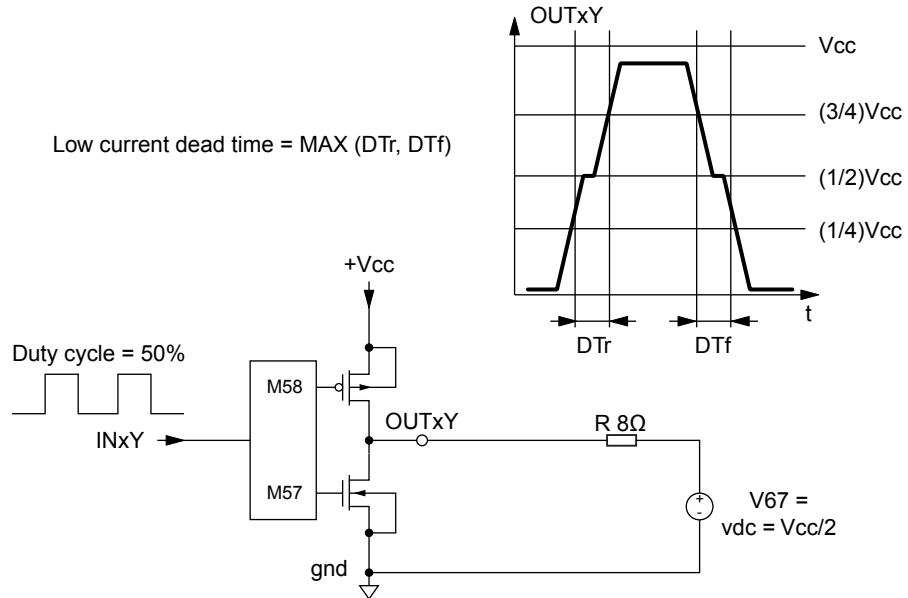 OUTxY
Vcc
(3/4)Vcc
(1/2)Vcc
(1/4)Vcc
t
DTr
DTf
Low current dead time = MAX (DTr, DTf)
+Vcc
Duty cycle = 50%
M58
OUTxY
R 8Ω
INxY
M57
+
-
V67 =
vdc = Vcc/2
gnd